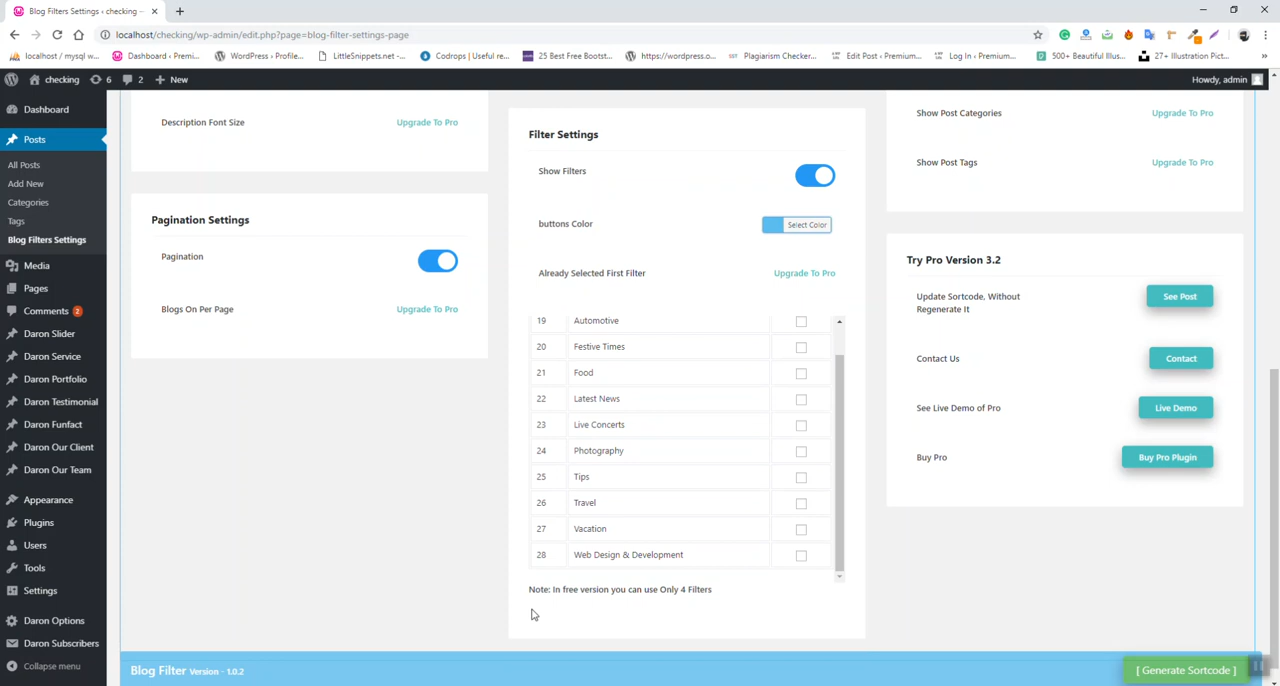 Blog Filters Settings ‹ checking —
localhost/checking/wp-admin/edit.php?page=blog-filter-settings-page
localhost / mysql w...
Dashboard ‹ Premi...
WordPress › Profile...
LittleSnippets.net -...
Codrops | Useful re...
25 Best Free Bootst...
https://wordpress.o...
Plagiarism Checker...
Edit Post ‹ Premium...
Log In ‹ Premium...
500+ Beautiful Illus...
27+ Illustration Pict...
checking
6
2
New
Howdy, admin
Dashboard
Posts
All Posts
Add New
Categories
Tags
Blog Filters Settings
Media
Pages
Comments 2
Daron Slider
Daron Service
Daron Portfolio
Daron Testimonial
Daron Funfact
Daron Our Client
Daron Our Team
Appearance
Plugins
Users
Tools
Settings
Daron Options
Daron Subscribers
Collapse menu
Description Font Size
Upgrade To Pro
Pagination Settings
Pagination
Blogs On Per Page
Upgrade To Pro
Filter Settings
Show Filters
buttons Color
Select Color
Already Selected First Filter
Upgrade To Pro
19 Automotive
20 Festive Times
21 Food
22 Latest News
23 Live Concerts
24 Photography
25 Tips
26 Travel
27 Vacation
28 Web Design & Development
Note: In free version you can use Only 4 Filters
Show Post Categories
Upgrade To Pro
Show Post Tags
Upgrade To Pro
Try Pro Version 3.2
Update Sortcode, Without
Regenerate It
See Post
Contact Us
Contact
See Live Demo of Pro
Live Demo
Buy Pro
Buy Pro Plugin
Blog Filter Version - 1.0.2
[ Generate Sortcode ]